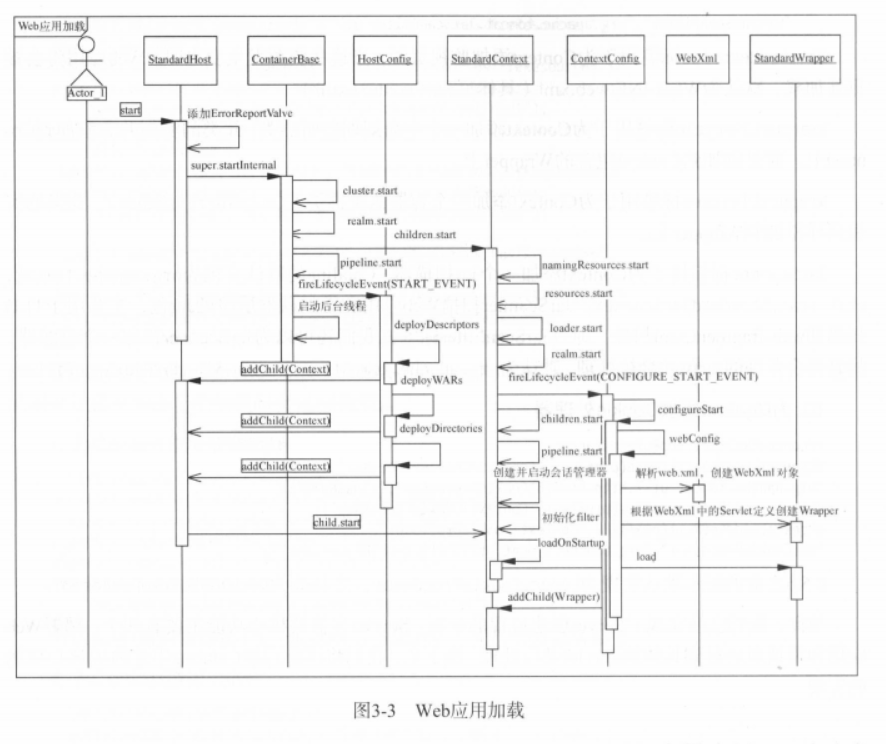 Web应用加载
StandardHost
ContainerBase
HostConfig
StandardContext
ContextConfig
WebXml
StandardWrapper
Actor_1
start
添加ErrorReportValve
super.startInternal
cluster.start
realm.start
children.start
pipeline.start
namingResources.start
fireLifecycleEvent(START_EVENT)
resources.start
启动后台线程
deployDescriptors
loader.start
realm.start
addChild(Context)
deployWARs
fireLifecycleEvent(CONFIGURE_START_EVENT)
configureStart
children.start
addChild(Context)
deployDirectories
webConfig
pipeline.start
addChild(Context)
创建并启动会话管理器
解析web.xml，创建WebXml 对象
根据WebXml 中的Servlet定义创建Wrapper
child.start
初始化filter
loadOnStartup
load
addChild(Wrapper)
图3-3 Web应用加载